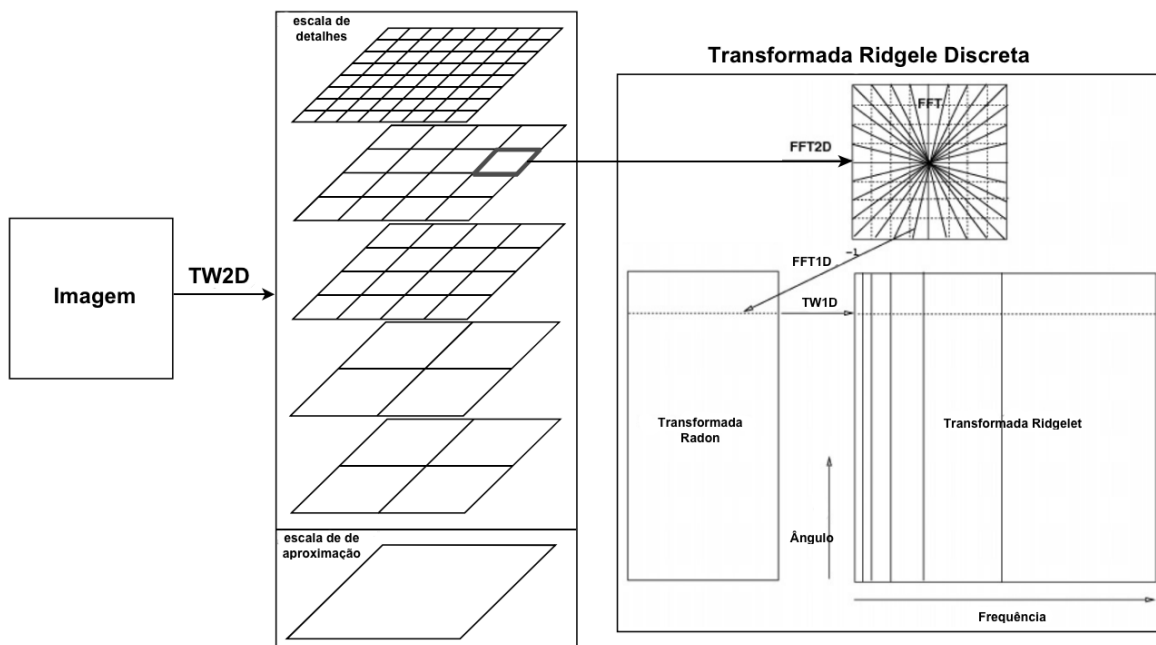 escala de
detalhes
Transformada Ridgele Discreta
FFT
FFT2D
Imagem
TW2D
FFT1D -1
TW1D
Transformada
Radon
Transformada Ridgelet
Ângulo
escala de de
aproximação
Frequência